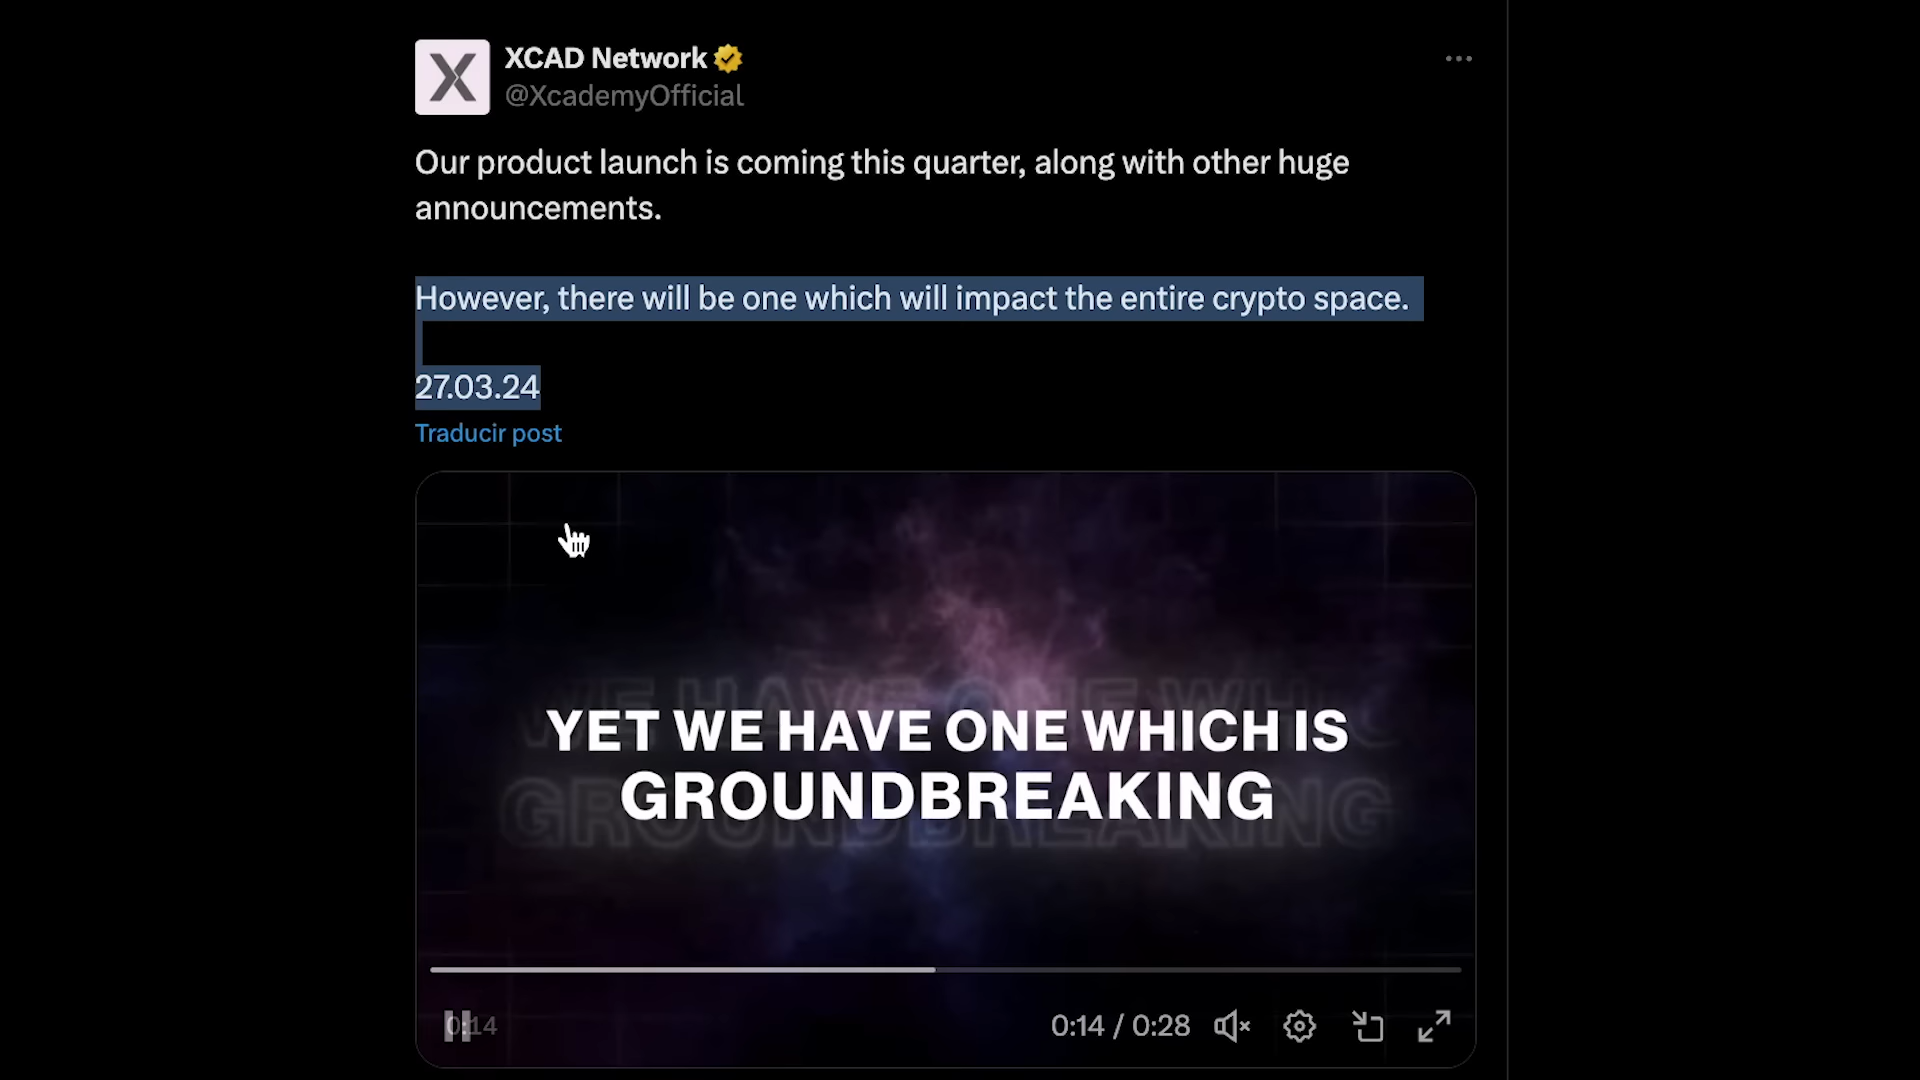 XCAD Network
@XcademyOfficial
Our product launch is coming this quarter, along with other huge
announcements.
However, there will be one which will impact the entire crypto space.
27.03.24
Traducir post
YET WE HAVE ONE WHICH IS
GROUNDBREAKING
0:14
0:14 / 0:28